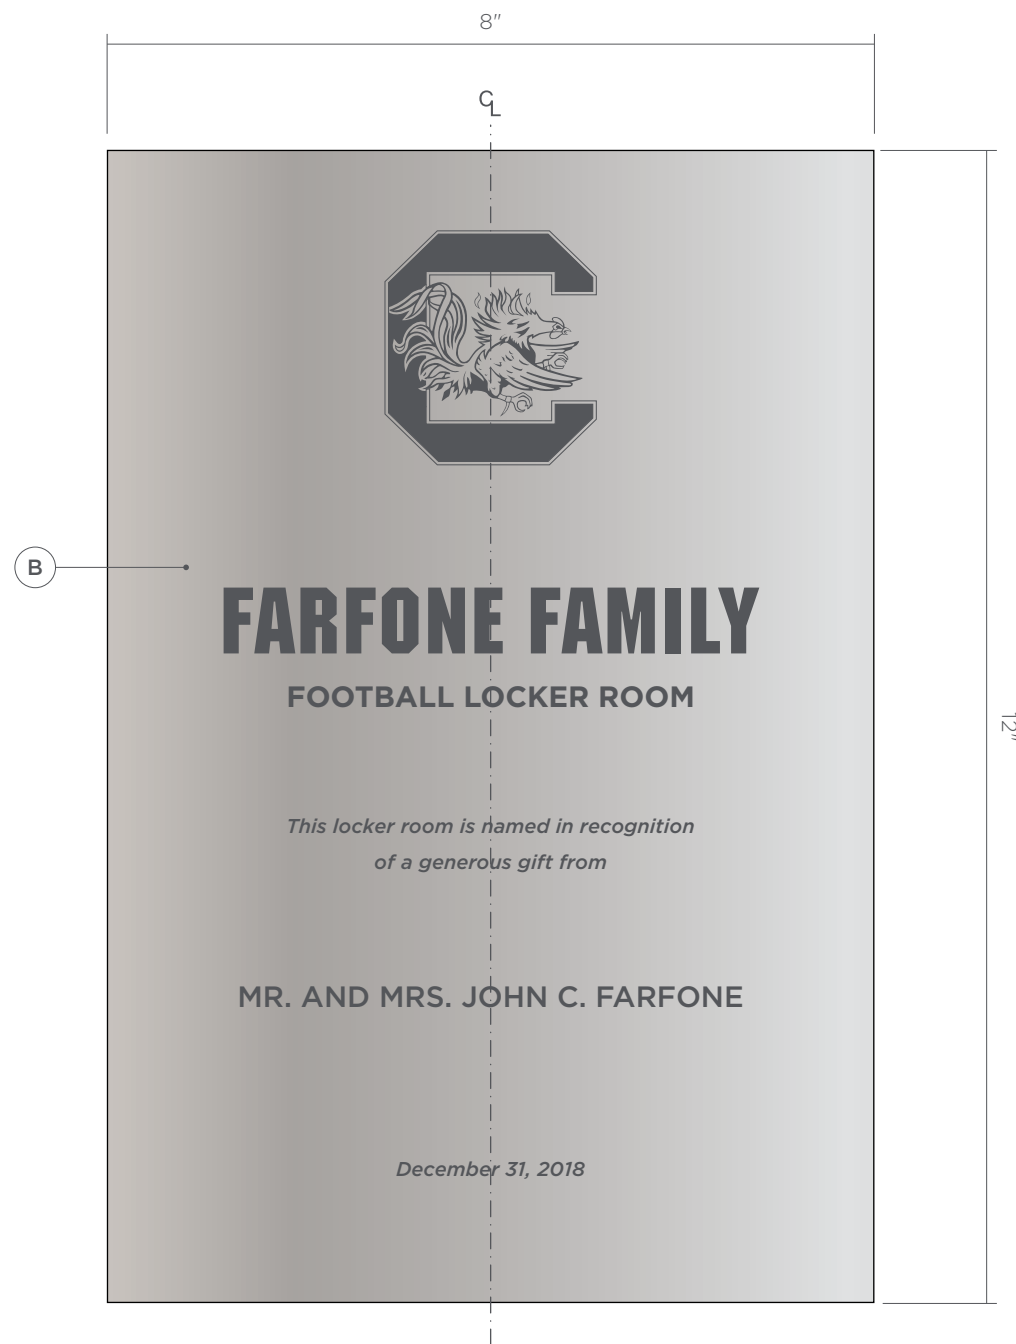 8"
CL
B
FARFONE FAMILY
FOOTBALL LOCKER ROOM
This locker room is named in recognition
of a generous gift from
12"
MR. AND MRS. JOHN C. FARFONE
December 31, 2018